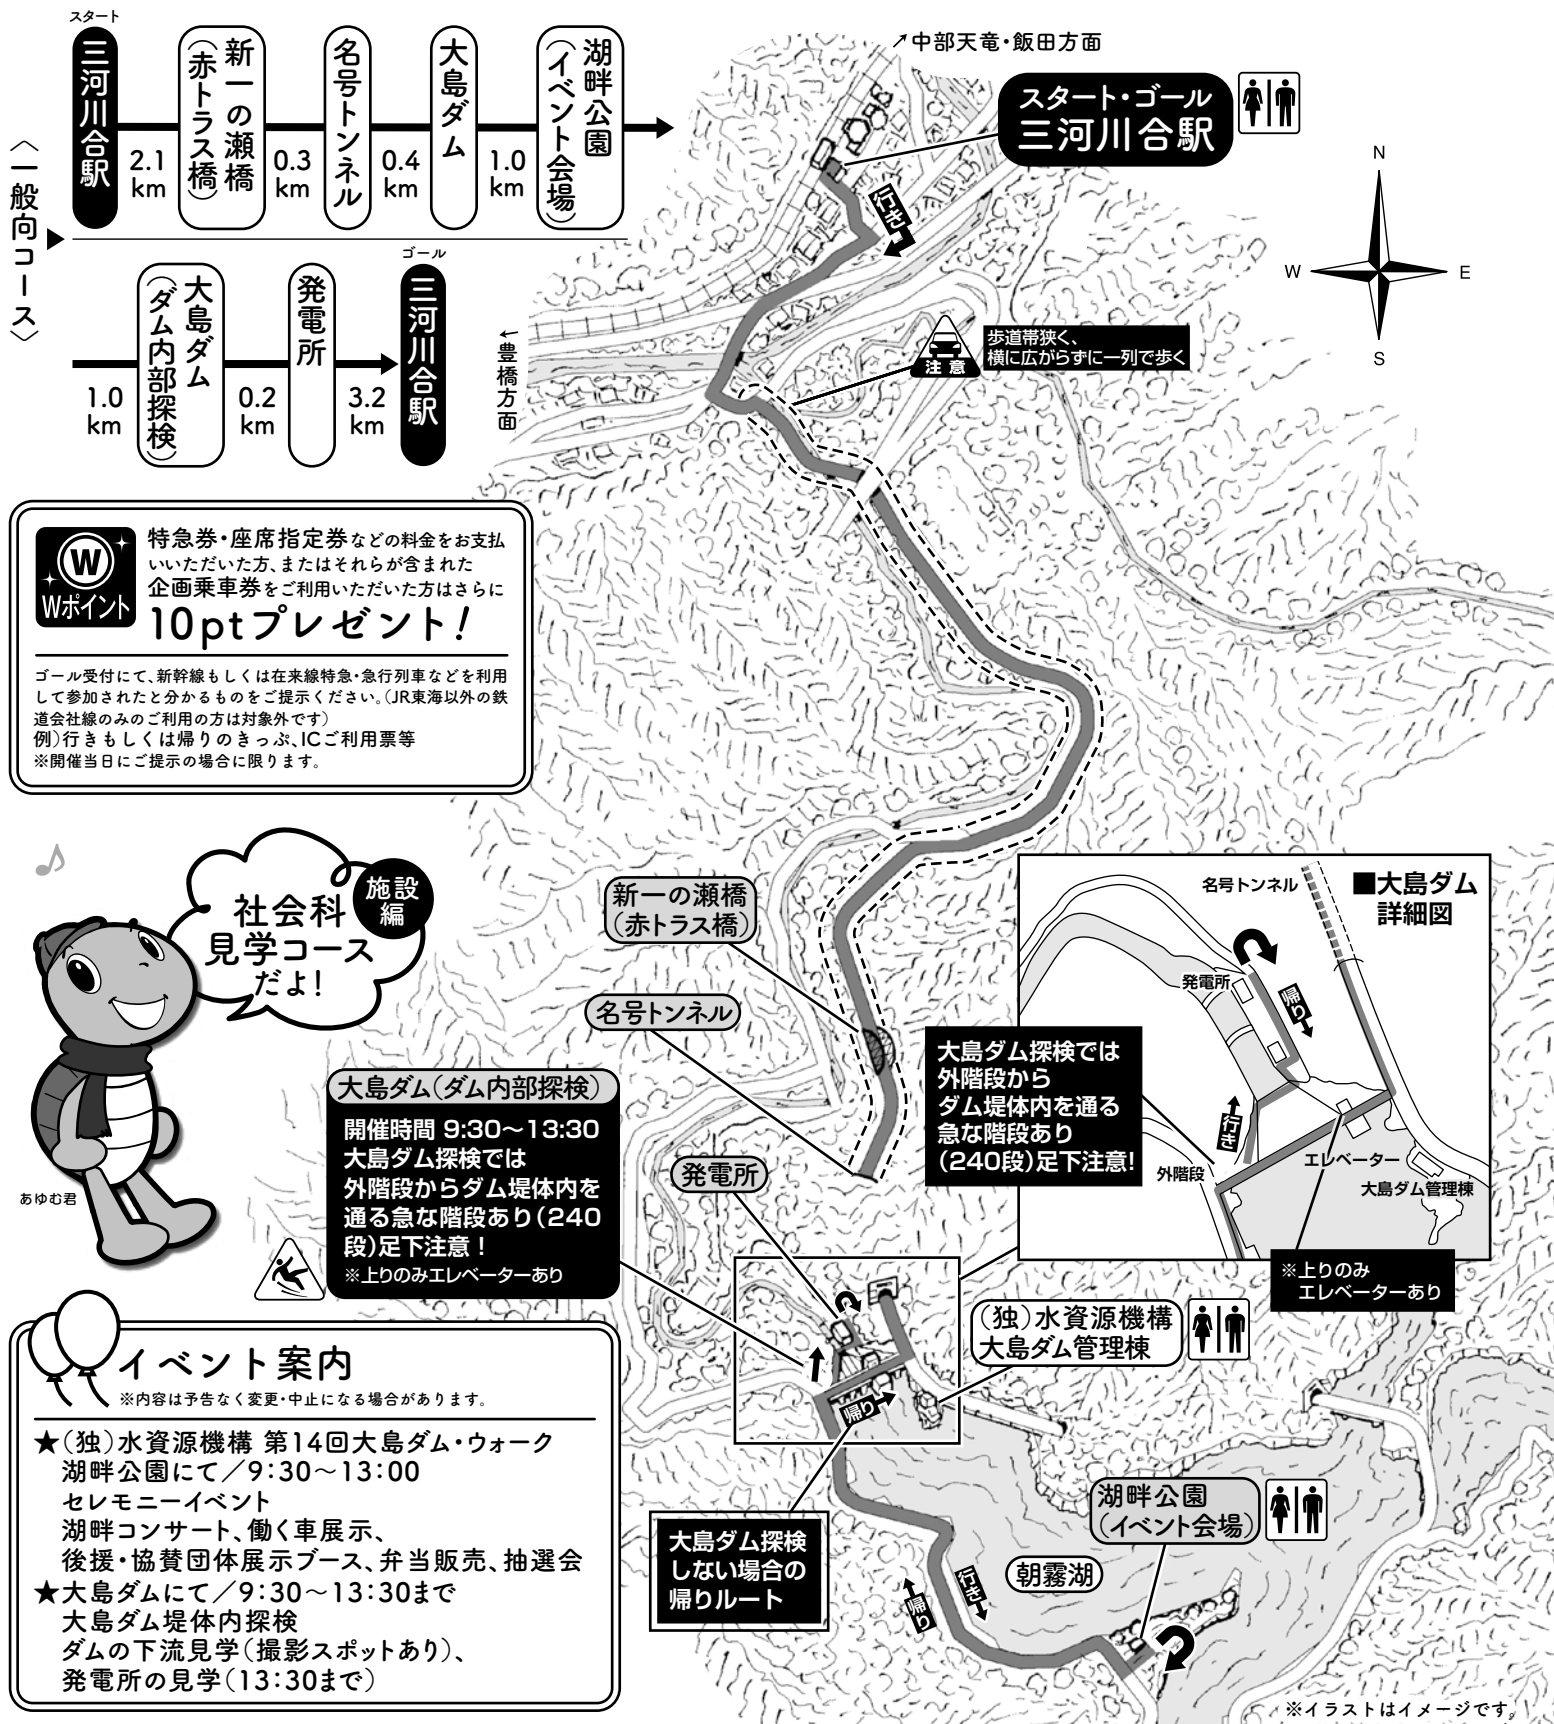 〈一般向コース〉
スタート
三河川合駅
2.1
km
新一の瀬橋
(赤トラス橋)
0.3
km
名号トンネル
0.4
km
大島ダム
1.0
km
湖畔公園
(イベント会場)
1.0
km
大島ダム
(ダム内部探検)
0.2
km
発電所
3.2
km
ゴール
三河川合駅
↗中部天竜・飯田方面
スタート・ゴール
三河川合駅
行き
N
W
E
S
←豊橋方面
注意
歩道帯狭く、
横に広がらずに一列で歩く
W
Wポイント
特急券・座席指定券などの料金をお支払
いいただいた方、またはそれらが含まれた
企画乗車券をご利用いただいた方はさらに
10ptプレゼント!
ゴール受付にて、新幹線もしくは在来線特急・急行列車などを利用
して参加されたと分かるものをご提示ください。(JR東海以外の鉄
道会社線のみのご利用の方は対象外です)
例)行きもしくは帰りのきっぷ、ICご利用票等
※開催当日にご提示の場合に限ります。
社会科
見学コース
だよ!
施設
編
あゆむ君
新一の瀬橋
(赤トラス橋)
名号トンネル
大島ダム(ダム内部探検)
開催時間 9:30〜13:30
大島ダム探検では
外階段からダム堤体内を
通る急な階段あり(240
段)足下注意!
※上りのみエレベーターあり
発電所
■大島ダム
詳細図
名号トンネル
発電所
帰り
行き
外階段
エレベーター
大島ダム管理棟
大島ダム探検では
外階段から
ダム堤体内を通る
急な階段あり
(240段)足下注意!
※上りのみ
エレベーターあり
(独)水資源機構
大島ダム管理棟
帰り
大島ダム探検
しない場合の
帰りルート
湖畔公園
(イベント会場)
朝霧湖
行き
帰り
イベント案内
※内容は予告なく変更・中止になる場合があります。
★(独)水資源機構 第14回大島ダム・ウォーク
湖畔公園にて/9:30〜13:00
セレモニーイベント
湖畔コンサート、働く車展示、
後援・協賛団体展示ブース、弁当販売、抽選会
★大島ダムにて/9:30〜13:30まで
大島ダム堤体内探検
ダムの下流見学(撮影スポットあり)、
発電所の見学(13:30まで)
※イラストはイメージです。